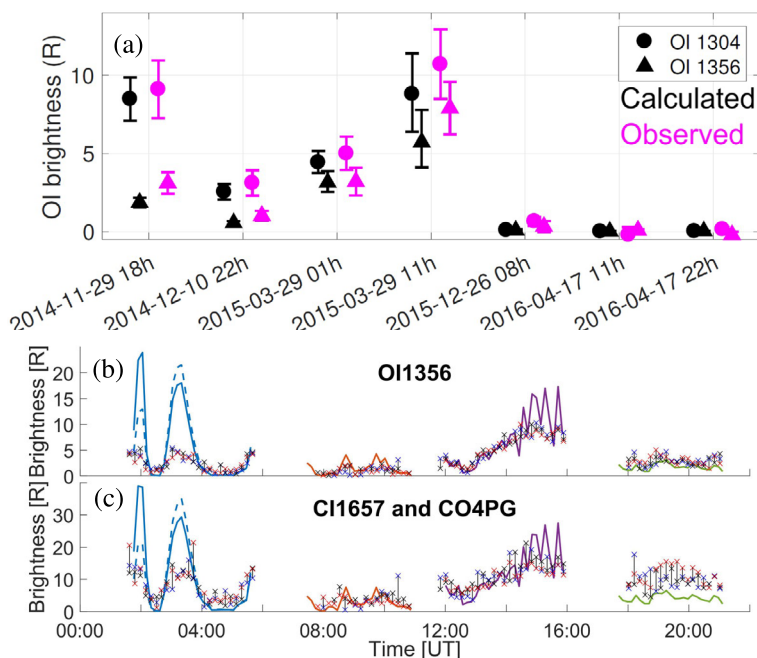 (a)
OI brightness (R)
10
5
0
OI 1304
OI 1356
Calculated
Observed
2014-11-29 18h
2014-12-10 22h
2015-03-29 01h
2015-03-29 11h
2015-12-26 08h
2016-04-17 11h
2016-04-17 22h
(b)
OI1356
Brightness [R]
20
15
10
5
0
(c)
CI1657 and CO4PG
Brightness [R]
30
20
10
0
00:00 04:00 08:00 12:00 16:00 20:00
Time [UT]